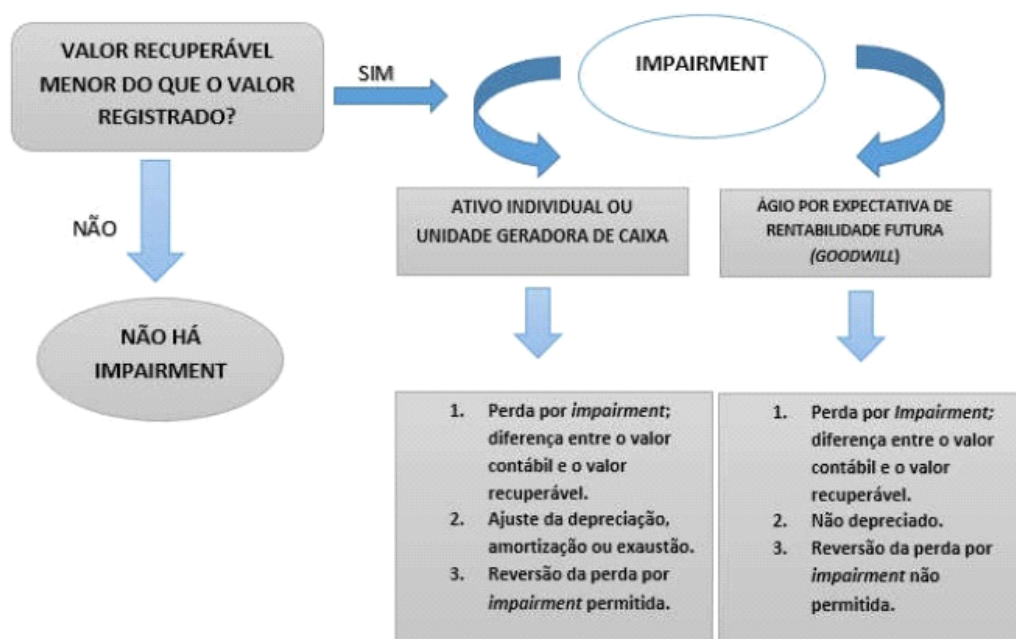 VALOR RECUPERÁVEL
MENOR DO QUE O VALOR
REGISTRADO?
SIM
IMPAIRMENT
NÃO
NÃO HÁ
IMPAIRMENT
ATIVO INDIVIDUAL OU
UNIDADE GERADORA DE CAIXA
ÁGIO POR EXPECTATIVA DE
RENTABILIDADE FUTURA
(GOODWILL)
1. Perda por impairment;
diferença entre o valor
contábil e o valor
recuperável.
2. Ajuste da depreciação,
amortização ou exaustão.
3. Reversão da perda por
impairment permitida.
1. Perda por Impairment;
diferença entre o valor
contábil e o valor
recuperável.
2. Não depreciado.
3. Reversão da perda por
impairment não
permitida.